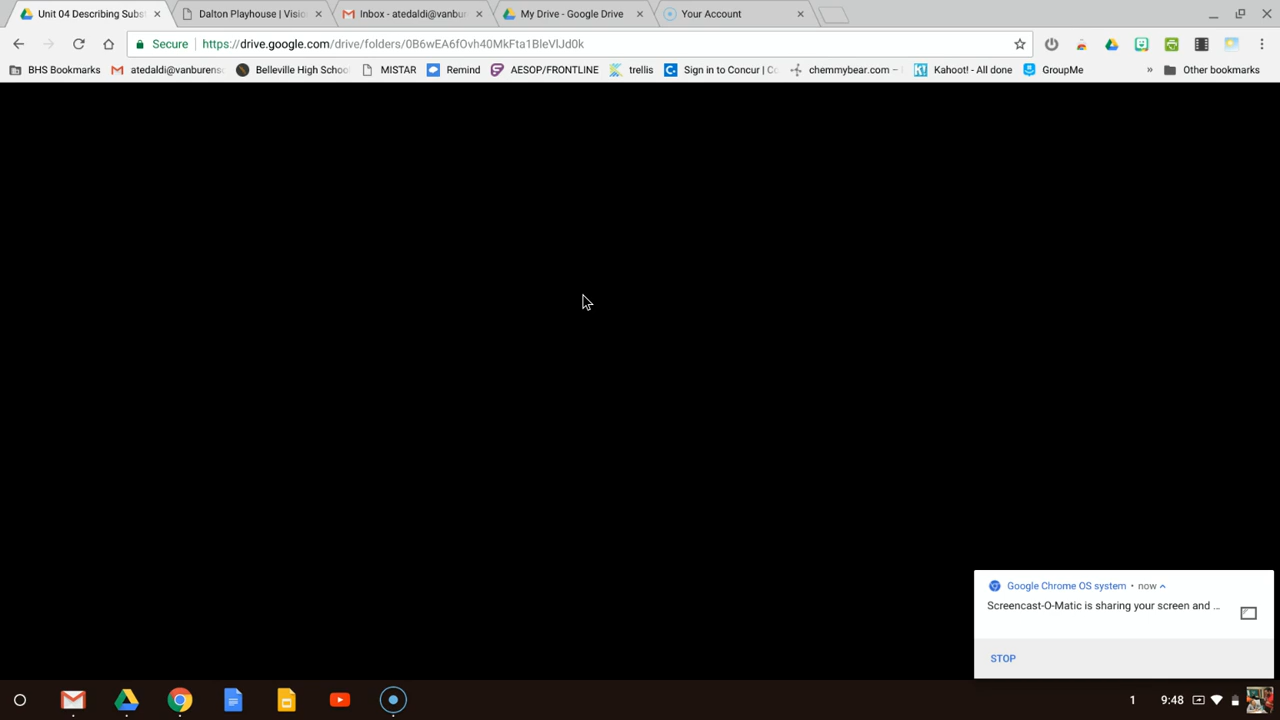 Unit 04 Describing Subst
Dalton Playhouse | Visio
Inbox - atedaldi@vanbur
My Drive - Google Drive
Your Account
Secure
https://drive.google.com/drive/folders/0B6wEA6fOvh40MkFta1BleVlJd0k
BHS Bookmarks
atedaldi@vanburens
Belleville High Schoo
MISTAR
Remind
AESOP/FRONTLINE
trellis
Sign in to Concur | Co
chemmybear.com –
Kahoot! - All done
GroupMe
»
Other bookmarks
Google Chrome OS system • now
Screencast-O-Matic is sharing your screen and ...
STOP
1
9:48